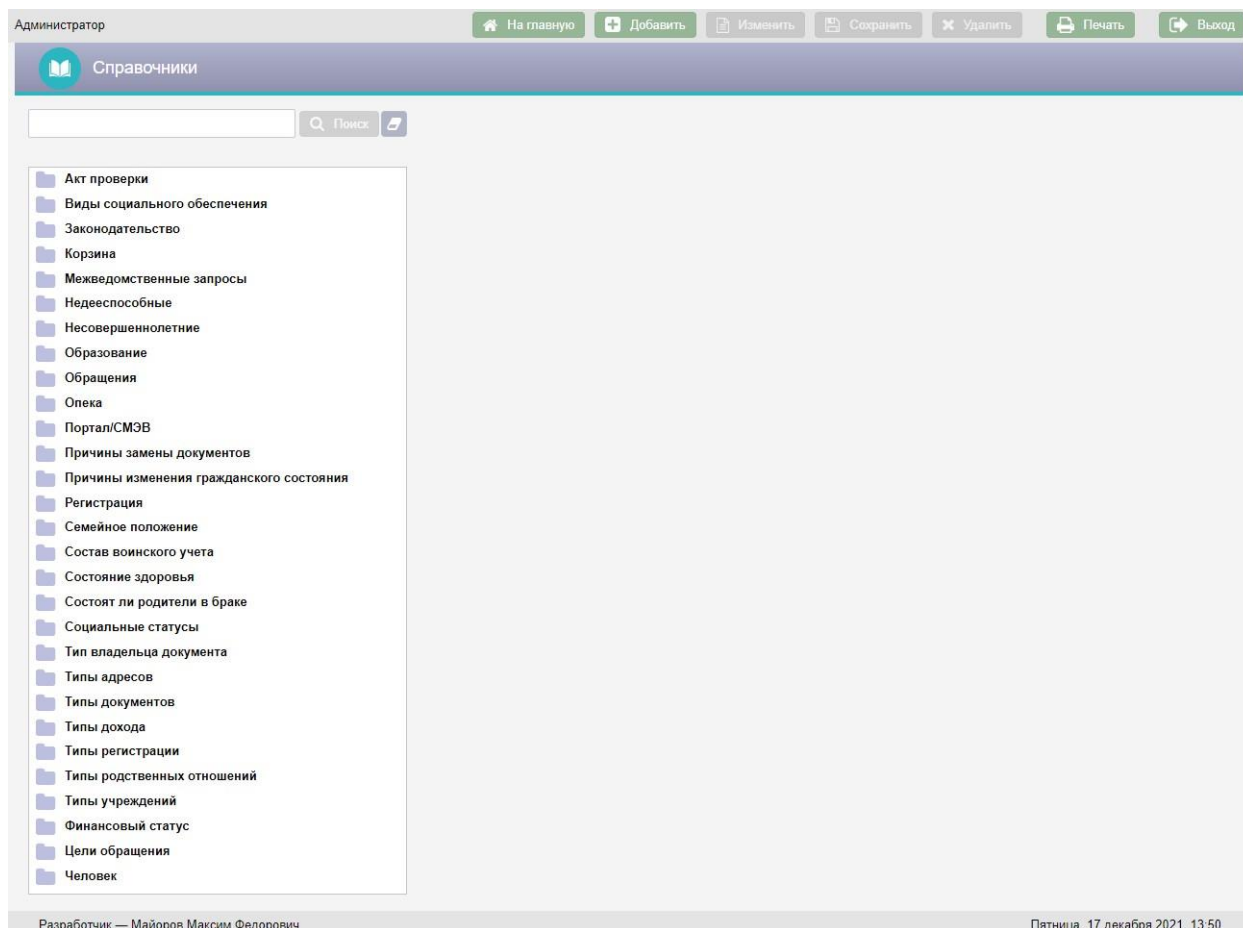 Администратор На главную Добавить Изменить Сохранить Удалить Печать Выход
Справочники
Поиск
Акт проверки
Виды социального обеспечения
Законодательство
Корзина
Межведомственные запросы
Недееспособные
Несовершеннолетние
Образование
Обращения
Опека
Портал/СМЭВ
Причины замены документов
Причины изменения гражданского состояния
Регистрация
Семейное положение
Состав воинского учета
Состояние здоровья
Состоят ли родители в браке
Социальные статусы
Тип владельца документа
Типы адресов
Типы документов
Типы дохода
Типы регистрации
Типы родственных отношений
Типы учреждений
Финансовый статус
Цели обращения
Человек
Разработчик — Майоров Максим Федорович Пятница, 17 декабря 2021, 13:50